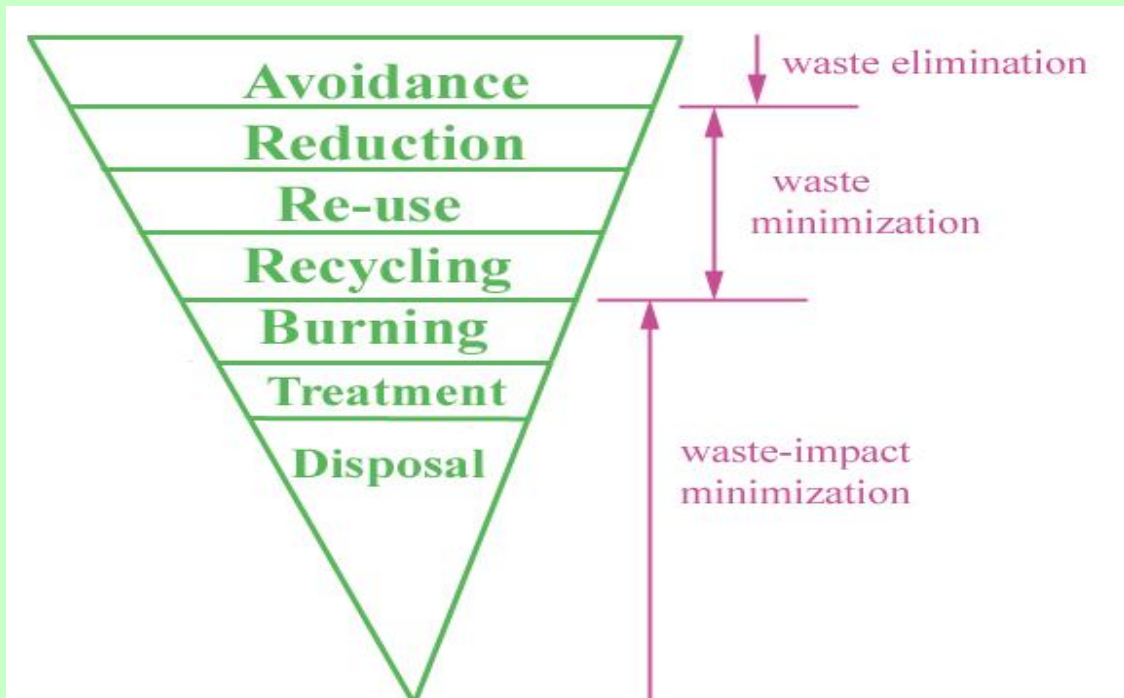 Avoidance
Reduction
Re-use
Recycling
Burning
Treatment
Disposal
waste elimination
waste
minimization
waste-impact
minimization